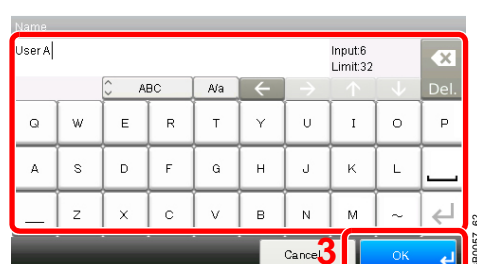 Name
User A
Input:6
Limit:32
ABC A/a ← → ↑ ↓ Del.
Q W E R T Y U I O P
A S D F G H J K L
_ Z X C V B N M ~
Cancel 3 OK